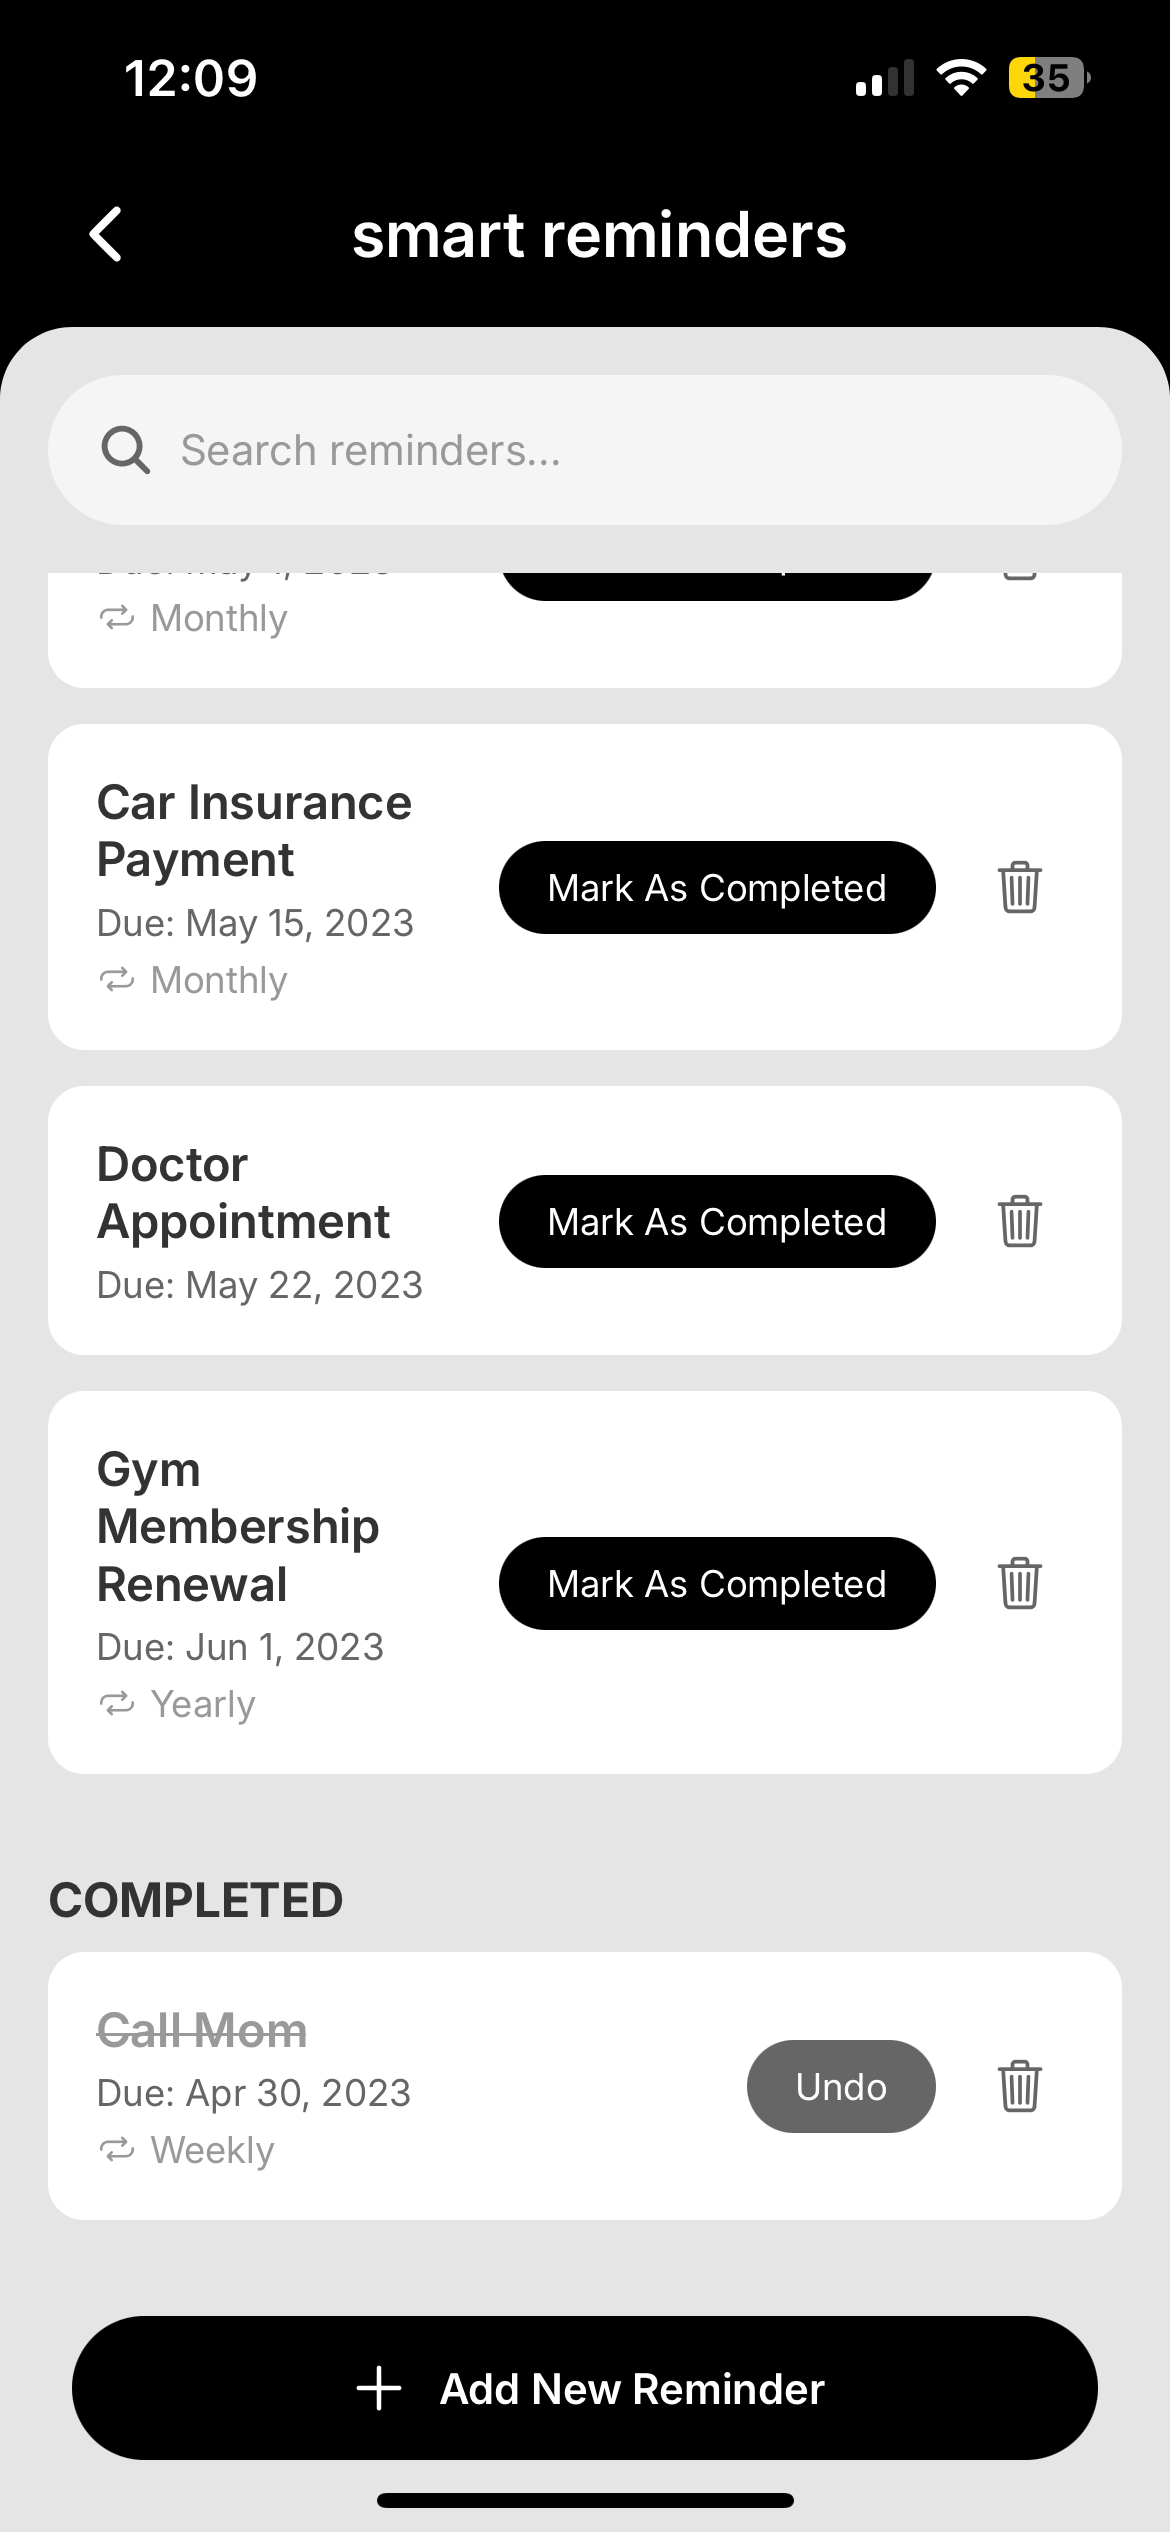 12:09
35
smart reminders
Search reminders...
Monthly
Car Insurance
Payment
Due: May 15, 2023
Monthly
Mark As Completed
Doctor
Appointment
Due: May 22, 2023
Mark As Completed
Gym
Membership
Renewal
Due: Jun 1, 2023
Yearly
Mark As Completed
COMPLETED
Call Mom
Due: Apr 30, 2023
Weekly
Undo
Add New Reminder